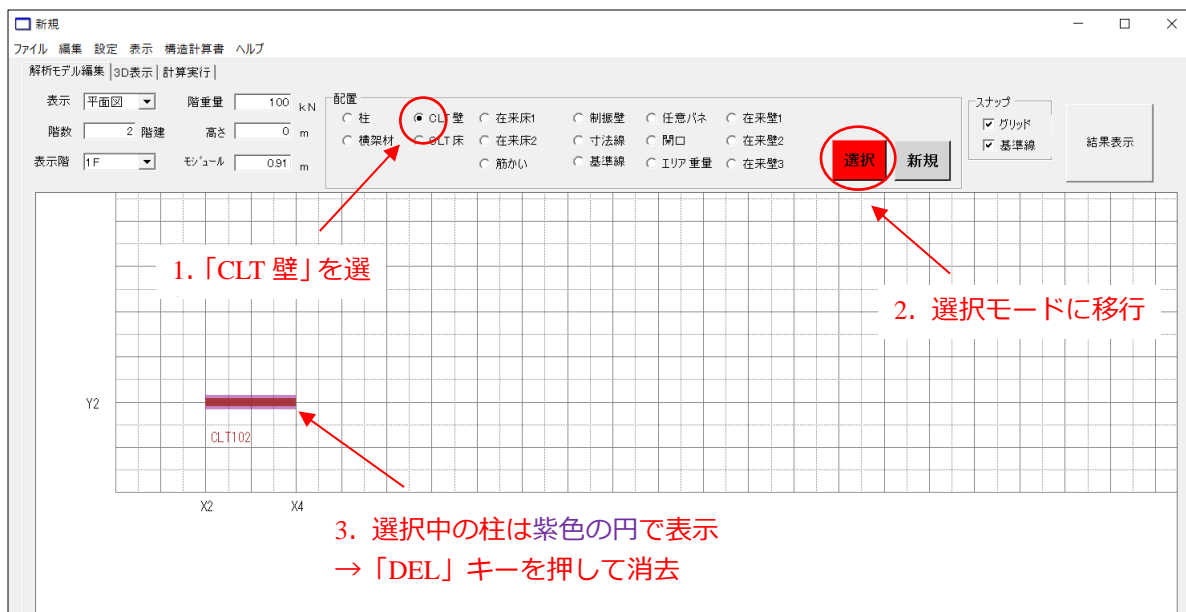 新規
ファイル 編集 設定 表示 構造計算書 ヘルプ
解析モデル編集 3D表示 計算実行
表示 平面図 階重量 100 kN
階数 2 階建 高さ 0 m
表示階 1F モジュール 0.91 m
配置
柱 CLT壁 在来床1 制振壁 任意バネ 在来壁1
横架材 CLT床 在来床2 寸法線 開口 在来壁2
筋かい 基準線 エリア重量 在来壁3
選択 新規
スナップ
グリッド
基準線
結果表示
1.「CLT 壁」を選
2. 選択モードに移行
Y2
CLT102
X2 X4
3. 選択中の柱は紫色の円で表示
→「DEL」キーを押して消去